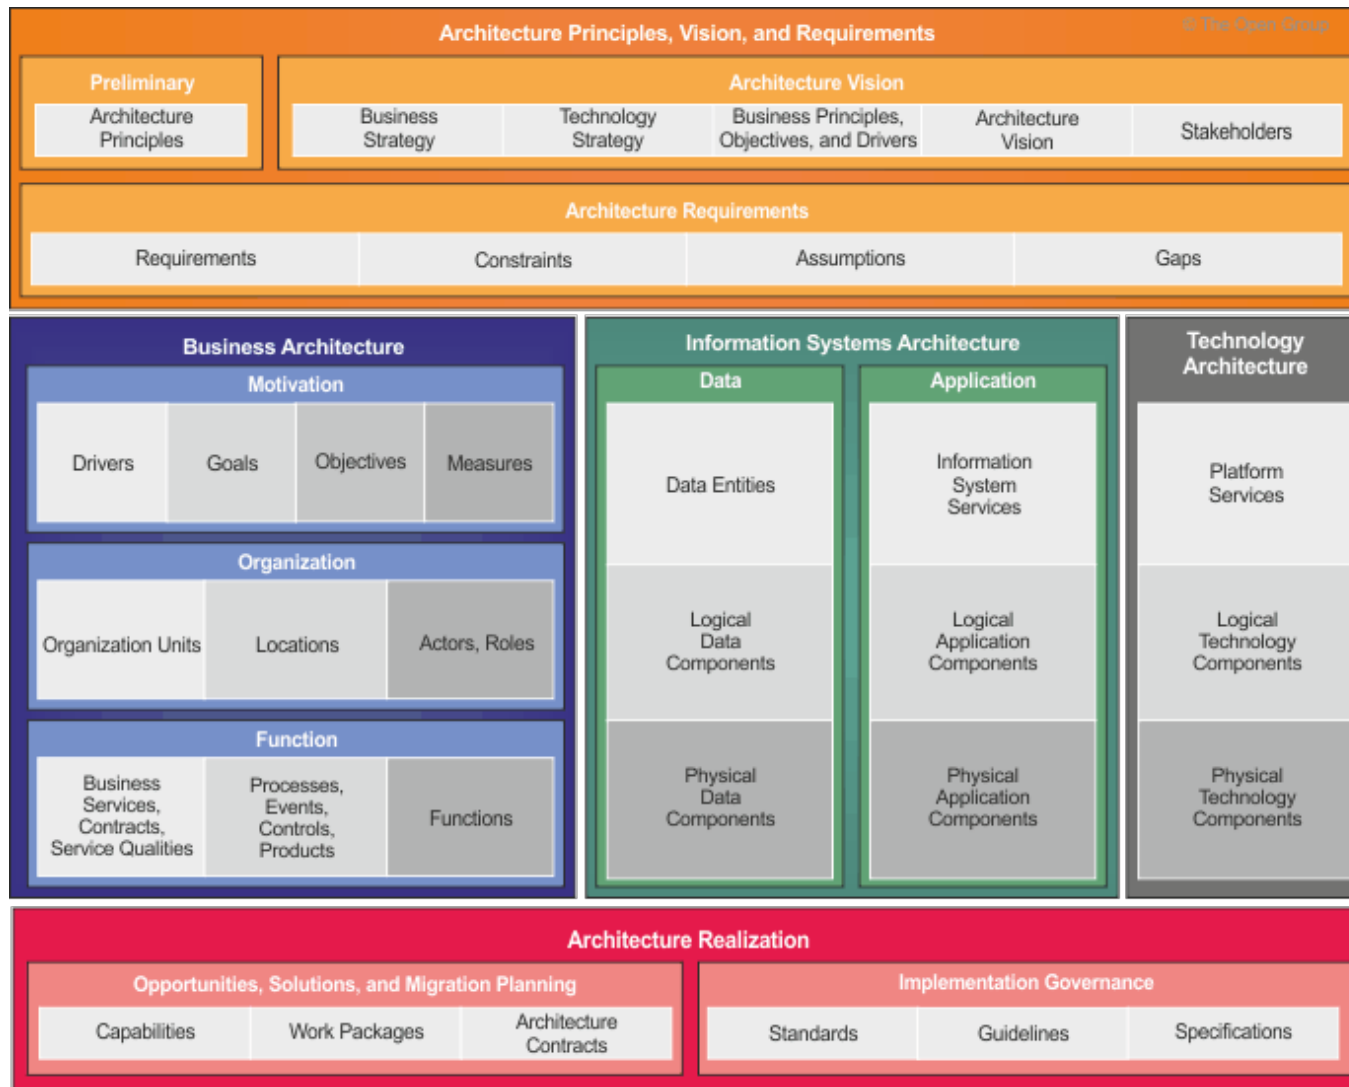 © The Open Group
Architecture Principles, Vision, and Requirements
Preliminary
Architecture
Principles
Architecture Vision
Business
Strategy
Technology
Strategy
Business Principles,
Objectives, and Drivers
Architecture
Vision
Stakeholders
Architecture Requirements
Requirements
Constraints
Assumptions
Gaps
Business Architecture
Motivation
Drivers
Goals
Objectives
Measures
Organization
Organization Units
Locations
Actors, Roles
Function
Business
Services,
Contracts,
Service Qualities
Processes,
Events,
Controls,
Products
Functions
Information Systems Architecture
Data
Data Entities
Logical
Data
Components
Physical
Data
Components
Application
Information
System
Services
Logical
Application
Components
Physical
Application
Components
Technology
Architecture
Platform
Services
Logical
Technology
Components
Physical
Technology
Components
Architecture Realization
Opportunities, Solutions, and Migration Planning
Capabilities
Work Packages
Architecture
Contracts
Implementation Governance
Standards
Guidelines
Specifications